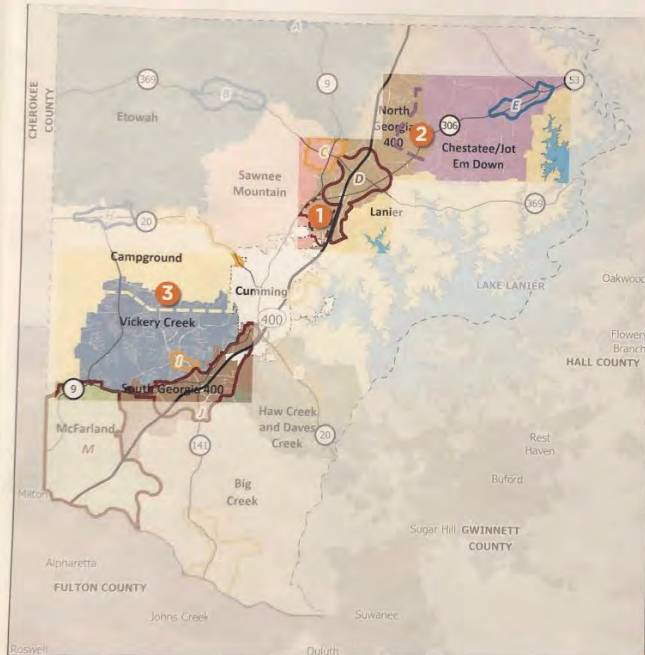 A
369
9
53
CHEROKEE
COUNTY
B
E
Etowah
North
Georgia
400
2
306
Chestatee/Jot
Em Down
C
Sawnee
Mountain
D
1
369
Lanier
20
Campground
Oakwood
Cumming
LAKE LANIER
3
Vickery Creek
400
Flowery
Branch
HALL COUNTY
South Georgia 400
9
J
McFarland
M
Haw Creek
and Daves
Creek
20
141
Rest
Haven
Big
Creek
Buford
Milton
Sugar Hill
GWINNETT
COUNTY
Alpharetta
FULTON COUNTY
Johns Creek
Suwanee
Roswell
Duluth